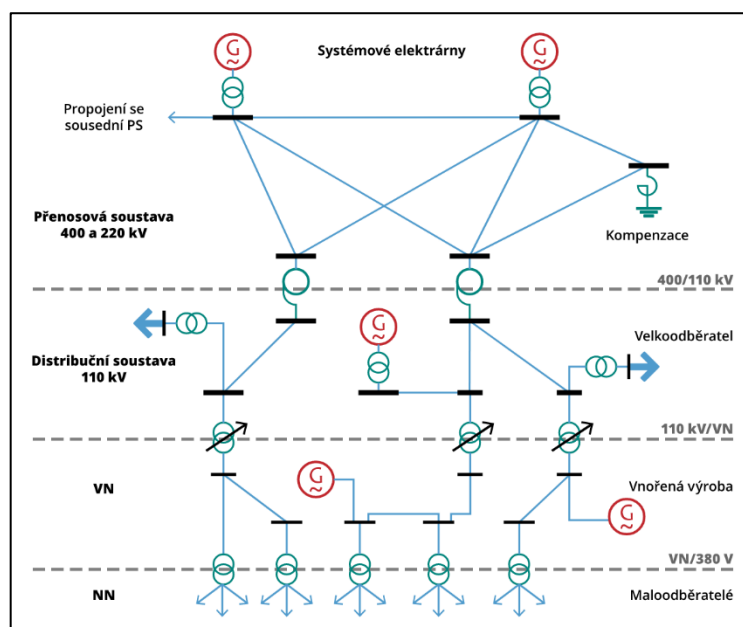 G
~
Systémové elektrárny
G
~
Propojení se
sousední PS
Přenosová soustava
400 a 220 kV
Kompenzace
400/110 kV
G
~
Velkoodběratel
Distribuční soustava
110 kV
110 kV/VN
VN
G
~
Vnořená výroba
G
~
VN/380 V
NN
Maloodběratelé